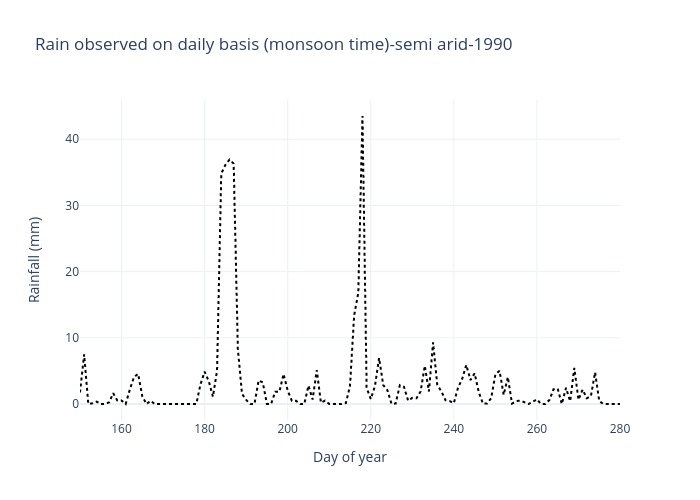 Rain observed on daily basis (monsoon time)-semi arid-1990
40
30
20
10
0
Rainfall (mm)
160 180 200 220 240 260 280
Day of year